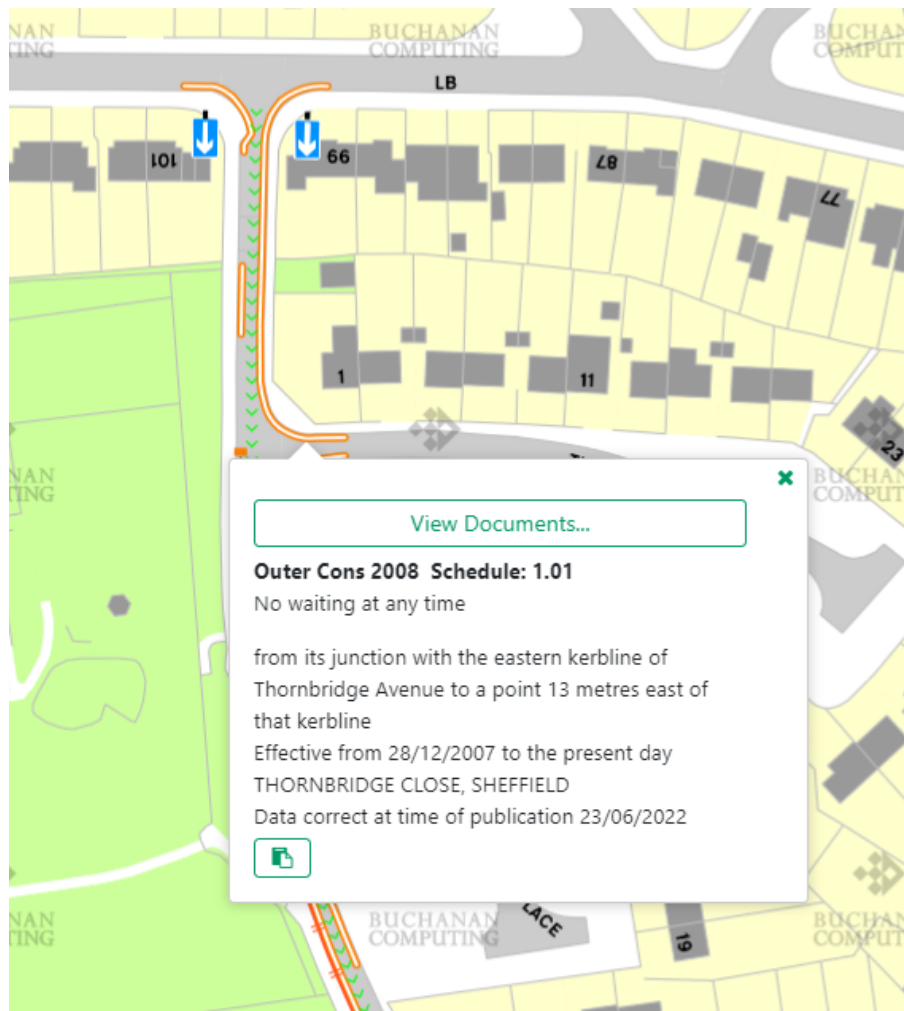 BUCHANAN
COMPUTING
LB
101
66
87
77
1
11
23
View Documents...
Outer Cons 2008 Schedule: 1.01
No waiting at any time
from its junction with the eastern kerbline of
Thornbridge Avenue to a point 13 metres east of
that kerbline
Effective from 28/12/2007 to the present day
THORNBRIDGE CLOSE, SHEFFIELD
Data correct at time of publication 23/06/2022
BUCHANAN
COMPUTING
LACE
19